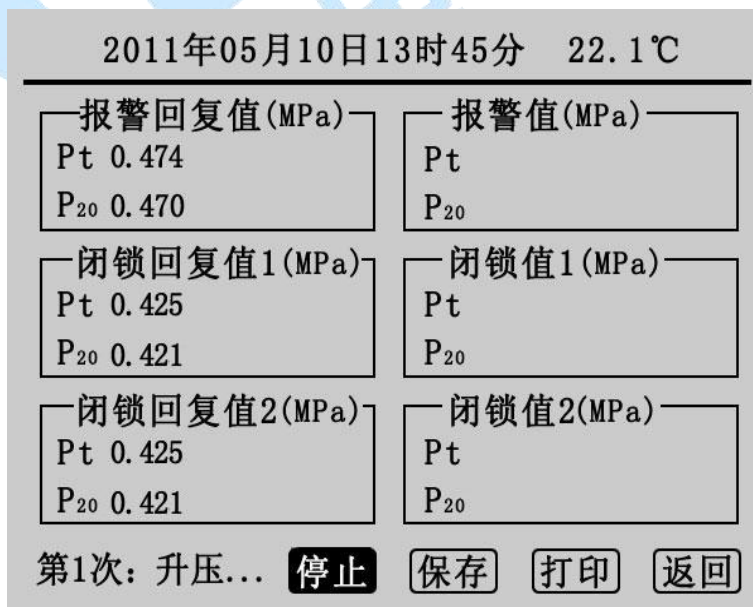 2011年05月10日13时45分 22.1℃
报警回复值(MPa)
Pt 0.474
P₂₀ 0.470
报警值(MPa)
Pt
P₂₀
闭锁回复值1(MPa)
Pt 0.425
P₂₀ 0.421
闭锁值1(MPa)
Pt
P₂₀
闭锁回复值2(MPa)
Pt 0.425
P₂₀ 0.421
闭锁值2(MPa)
Pt
P₂₀
第1次: 升压... 停止 保存 打印 返回